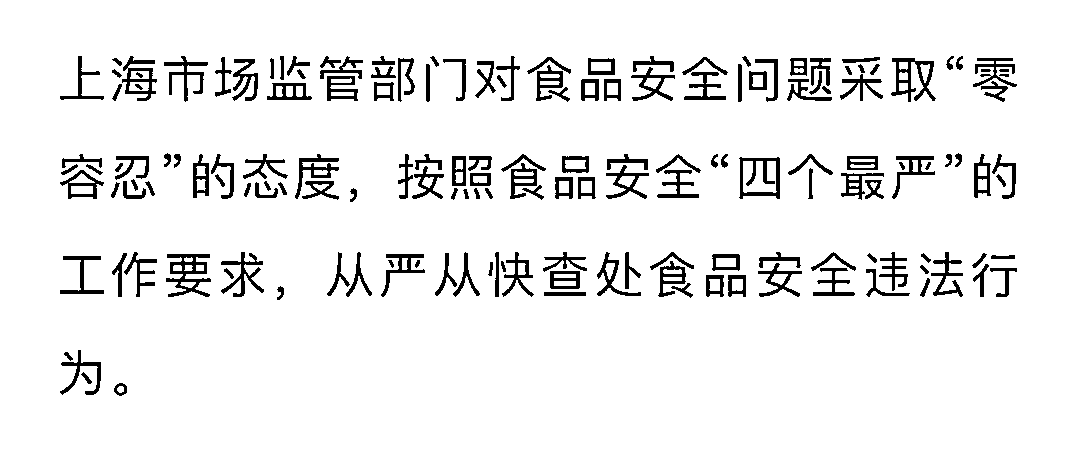 上海市场监管部门对食品安全问题采取“零
容忍”的态度，按照食品安全“四个最严”的
工作要求，从严从快查处食品安全违法行
为。